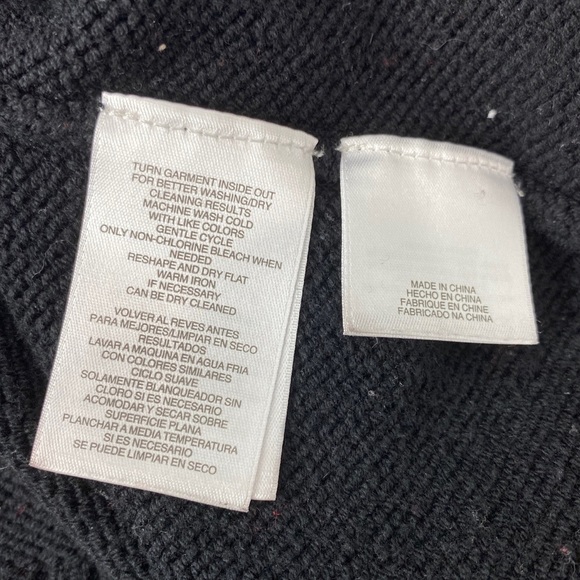 TURN GARMENT INSIDE OUT
FOR BETTER WASHING/DRY
CLEANING RESULTS
MACHINE WASH COLD
WITH LIKE COLORS
GENTLE CYCLE
ONLY NON-CHLORINE BLEACH WHEN
NEEDED
RESHAPE AND DRY FLAT
WARM IRON
IF NECESSARY
CAN BE DRY CLEANED
VOLVER AL REVES ANTES
PARA MEJORES/LIMPIAR EN SECO
RESULTADOS
LAVAR A MAQUINA EN AGUA FRIA
CON COLORES SIMILARES
CICLO SUAVE
SOLAMENTE BLANQUEADOR SIN
CLORO SI ES NECESARIO
ACOMODAR Y SECAR SOBRE
SUPERFICIE PLANA
PLANCHAR A MEDIA TEMPERATURA
SI ES NECESARIO
SE PUEDE LIMPIAR EN SECO
MADE IN CHINA
HECHO EN CHINA
FABRIQUE EN CHINE
FABRICADO NA CHINA